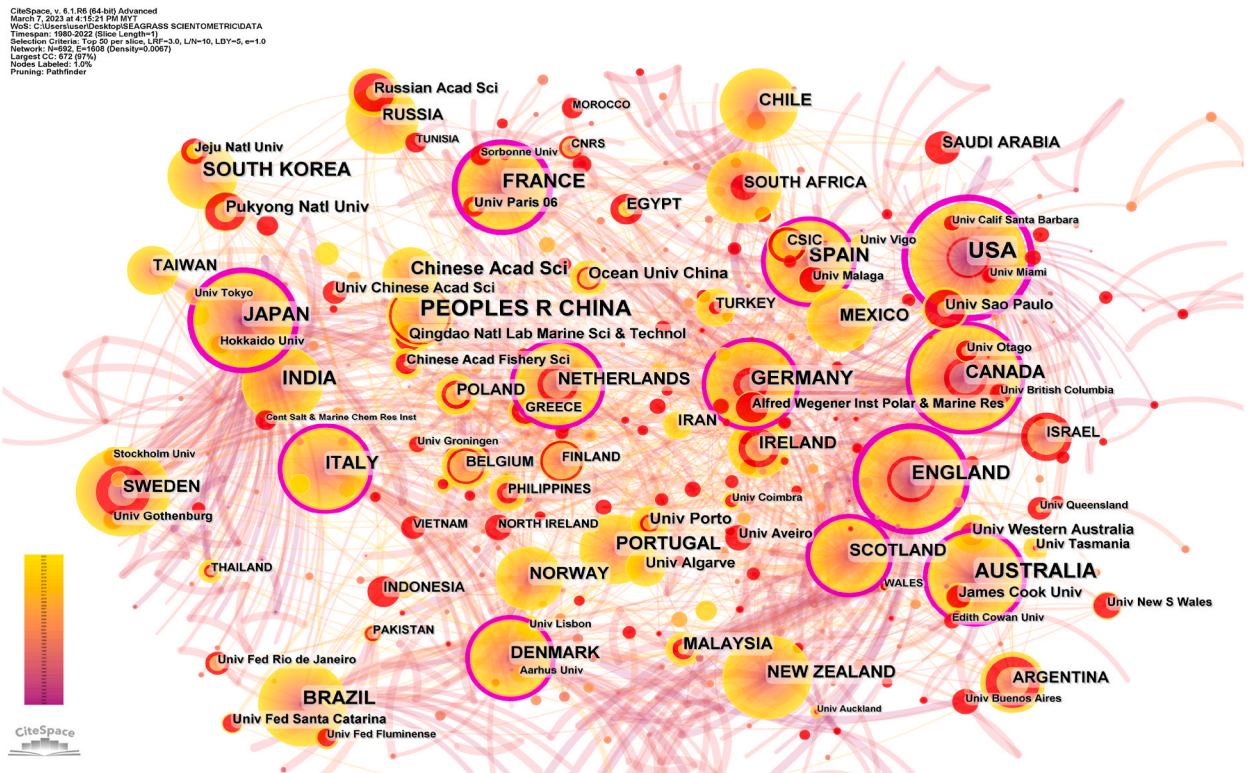 CiteSpace, v. 6.1.R6 (64-bit) Advanced
March 7, 2023 at 4:15:21 PM MYT
WoS: C:\Users\user\Desktop\SEAGRASS SCIENTOMETRIC\DATA
Timespan: 1980-2022 (Slice Length=1)
Selection Criteria: Top 50 per slice, LRF=3.0, L/N=10, LBY=5, e=1.0
Network: N=692, E=1608 (Density=0.0067)
Largest CC: 672 (97%)
Nodes Labeled: 1.0%
Pruning: Pathfinder
Russian Acad Sci
RUSSIA
MOROCCO
CHILE
TUNISIA
CNRS
SAUDI ARABIA
Jeju Natl Univ
Sorbonne Univ
SOUTH KOREA
FRANCE
SOUTH AFRICA
Univ Paris 06
EGYPT
Pukyong Natl Univ
Univ Calif Santa Barbara
CSIC
Univ Vigo
USA
SPAIN
TAIWAN
Chinese Acad Sci
Ocean Univ China
Univ Malaga
Univ Miami
Univ Chinese Acad Sci
Univ Tokyo
PEOPLES R CHINA
TURKEY
Univ Sao Paulo
JAPAN
MEXICO
Hokkaido Univ
Qingdao Natl Lab Marine Sci & Technol
Univ Otago
Chinese Acad Fishery Sci
CANADA
INDIA
NETHERLANDS
GERMANY
POLAND
Univ British Columbia
GREECE
Alfred Wegener Inst Polar & Marine Res
Cent Salt & Marine Chem Res Inst
IRAN
ISRAEL
Univ Groningen
IRELAND
Stockholm Univ
ITALY
BELGIUM
FINLAND
ENGLAND
SWEDEN
PHILIPPINES
Univ Coimbra
Univ Queensland
Univ Gothenburg
VIETNAM
NORTH IRELAND
Univ Porto
Univ Aveiro
Univ Western Australia
PORTUGAL
SCOTLAND
Univ Tasmania
Univ Algarve
THAILAND
NORWAY
AUSTRALIA
WALES
INDONESIA
James Cook Univ
Univ New S Wales
Edith Cowan Univ
Univ Lisbon
PAKISTAN
MALAYSIA
DENMARK
Univ Fed Rio de Janeiro
Aarhus Univ
NEW ZEALAND
ARGENTINA
BRAZIL
Univ Buenos Aires
Univ Auckland
Univ Fed Santa Catarina
Univ Fed Fluminense
CiteSpace